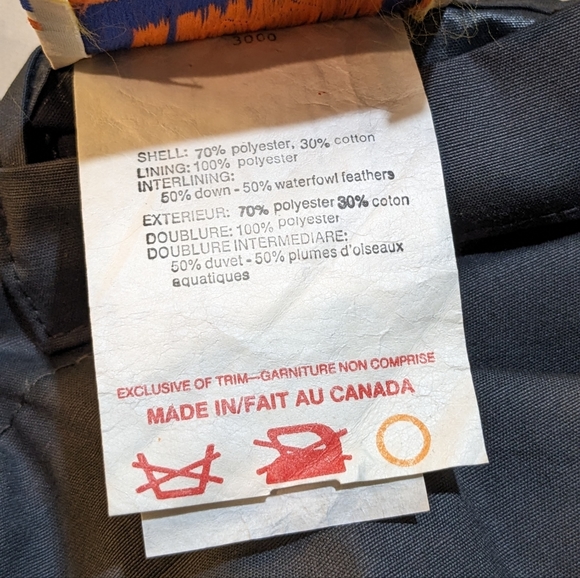 3000
SHELL: 70% polyester, 30% cotton
LINING: 100% polyester
INTERLINING:
50% down - 50% waterfowl feathers
EXTERIEUR: 70% polyester 30% coton
DOUBLURE: 100% polyester
DOUBLURE INTERMEDIARE:
50% duvet - 50% plumes d'oiseaux
aquatiques
EXCLUSIVE OF TRIM—GARNITURE NON COMPRISE
MADE IN/FAIT AU CANADA